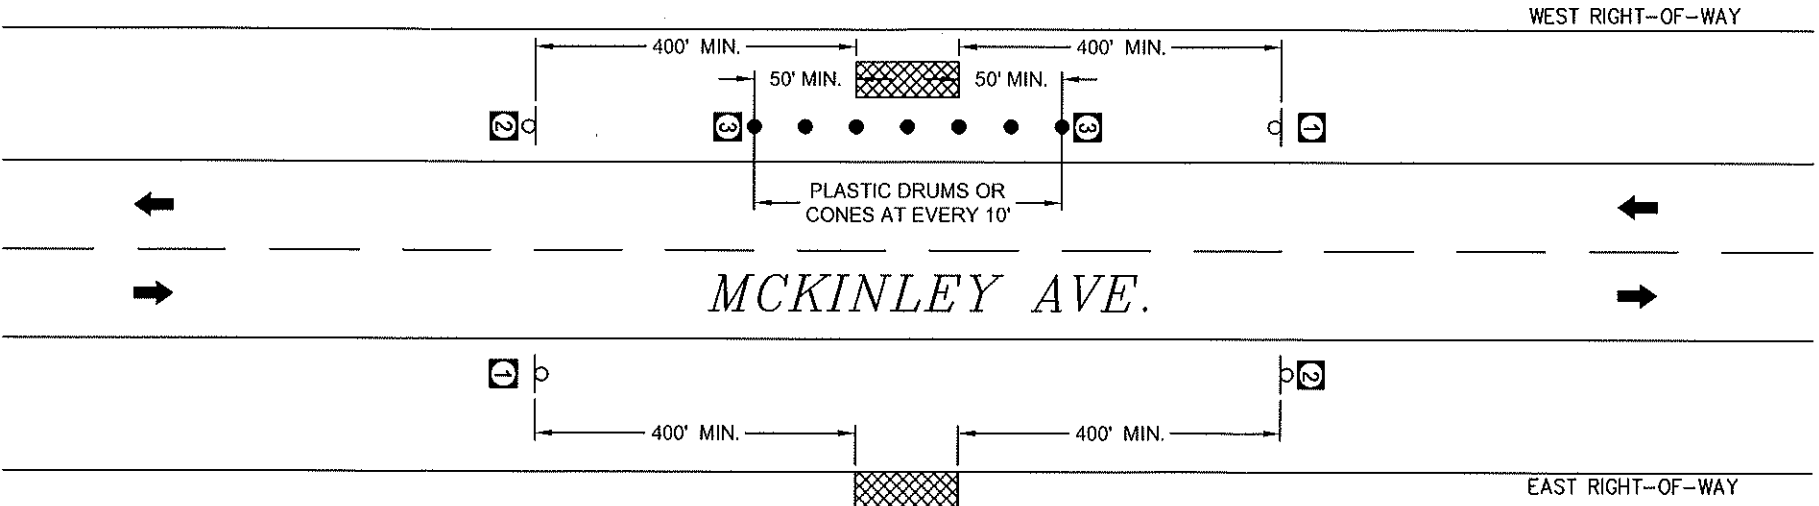 WEST RIGHT-OF-WAY
400' MIN.
400' MIN.
50' MIN.
50' MIN.
2
3
3
1
PLASTIC DRUMS OR
CONES AT EVERY 10'
MCKINLEY AVE.
1
2
400' MIN.
400' MIN.
EAST RIGHT-OF-WAY